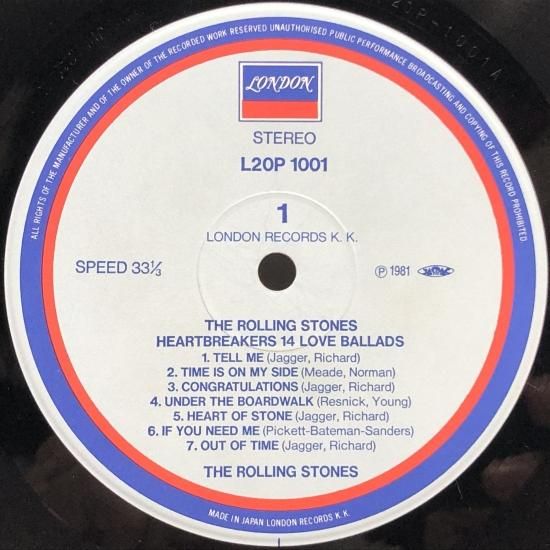 ALL RIGHTS OF THE MANUFACTURER AND OF THE OWNER OF THE RECORDED WORK RESERVED UNAUTHORISED PUBLIC PERFORMANCE BROADCASTING AND COPYING OF THIS RECORD PROHIBITED
LONDON
STEREO
L20P 1001
1
LONDON RECORDS K. K.
SPEED 33⅓
Ⓟ 1981
THE ROLLING STONES
HEARTBREAKERS 14 LOVE BALLADS
1. TELL ME (Jagger, Richard)
2. TIME IS ON MY SIDE (Meade, Norman)
3. CONGRATULATIONS (Jagger, Richard)
4. UNDER THE BOARDWALK (Resnick, Young)
5. HEART OF STONE (Jagger, Richard)
6. IF YOU NEED ME (Pickett-Bateman-Sanders)
7. OUT OF TIME (Jagger, Richard)
THE ROLLING STONES
MADE IN JAPAN LONDON RECORDS K. K.